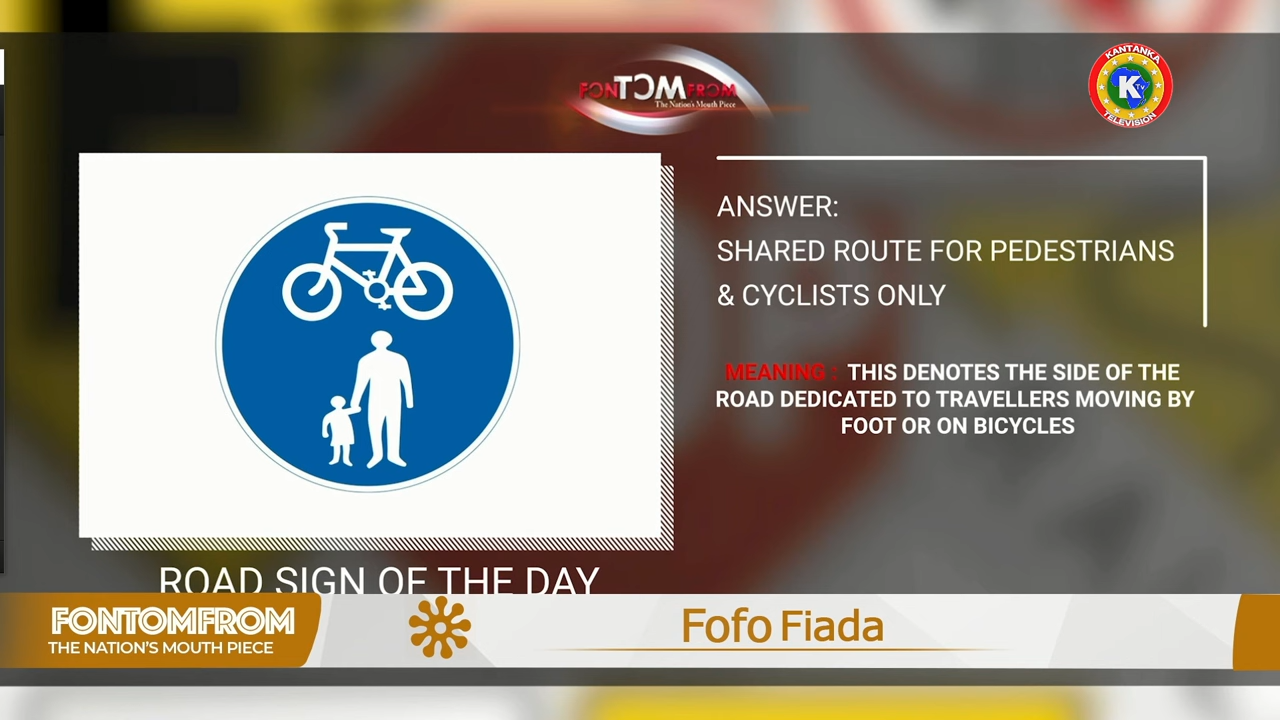 FONTOMFROM
The Nation's Mouth Piece
KANTANKA
K TV
TELEVISION
ANSWER:
SHARED ROUTE FOR PEDESTRIANS
& CYCLISTS ONLY
MEANING : THIS DENOTES THE SIDE OF THE
ROAD DEDICATED TO TRAVELLERS MOVING BY
FOOT OR ON BICYCLES
ROAD SIGN OF THE DAY
FONTOMFROM
THE NATION'S MOUTH PIECE
Fofo Fiada